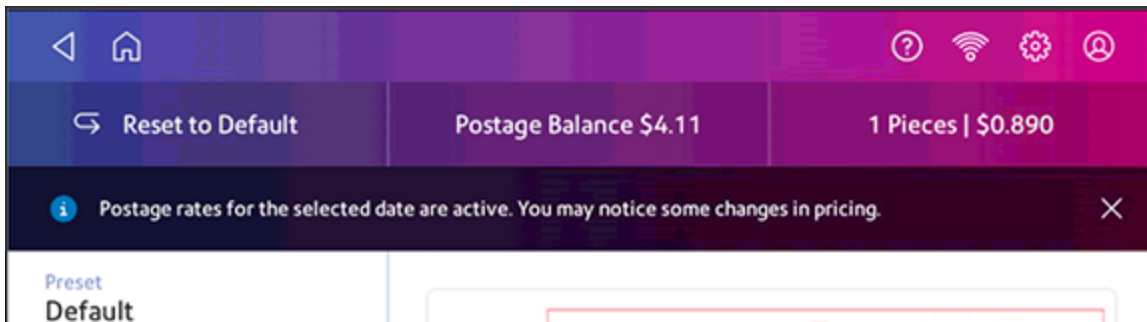 Reset to Default
Postage Balance $4.11
1 Pieces | $0.890
Postage rates for the selected date are active. You may notice some changes in pricing.
Preset
Default